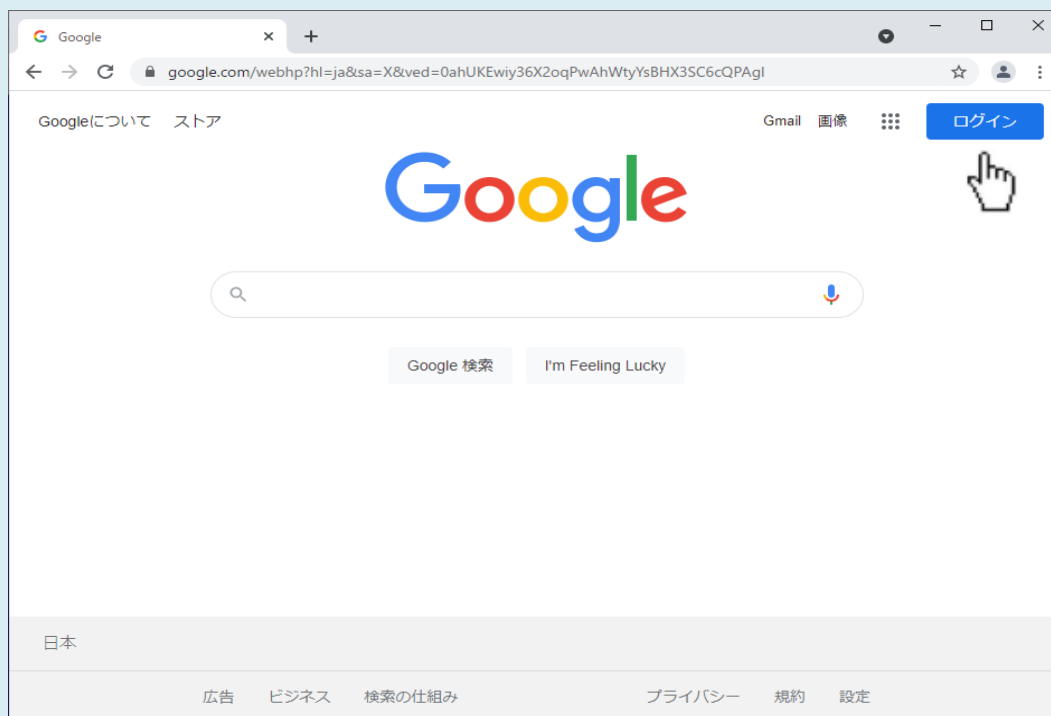 Google
google.com/webhp?hl=ja&sa=X&ved=0ahUKEwiy36X2oqPwAhWtyYsBHX3SC6cQPAgI
Googleについて ストア Gmail 画像 ログイン
Google
Google 検索 I'm Feeling Lucky
日本
広告 ビジネス 検索の仕組み プライバシー 規約 設定